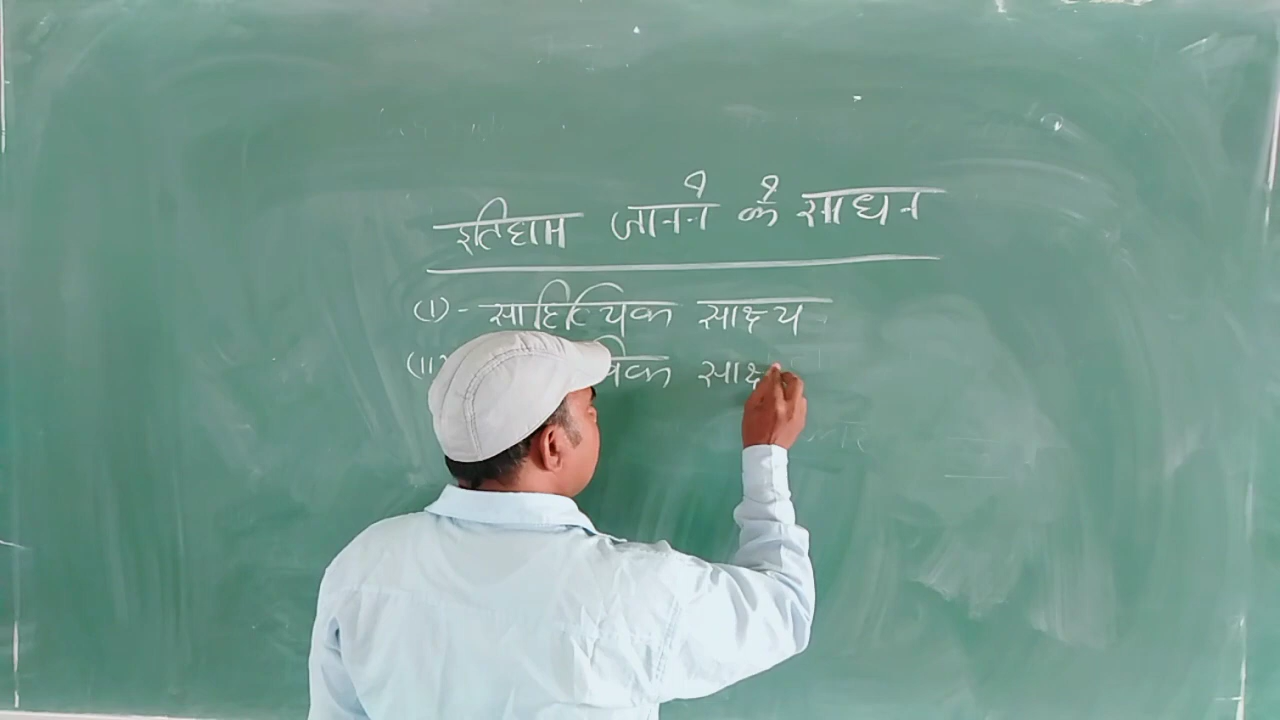 इतिहास जानने के साधन
(I) - साहित्यिक साक्ष्य
(II